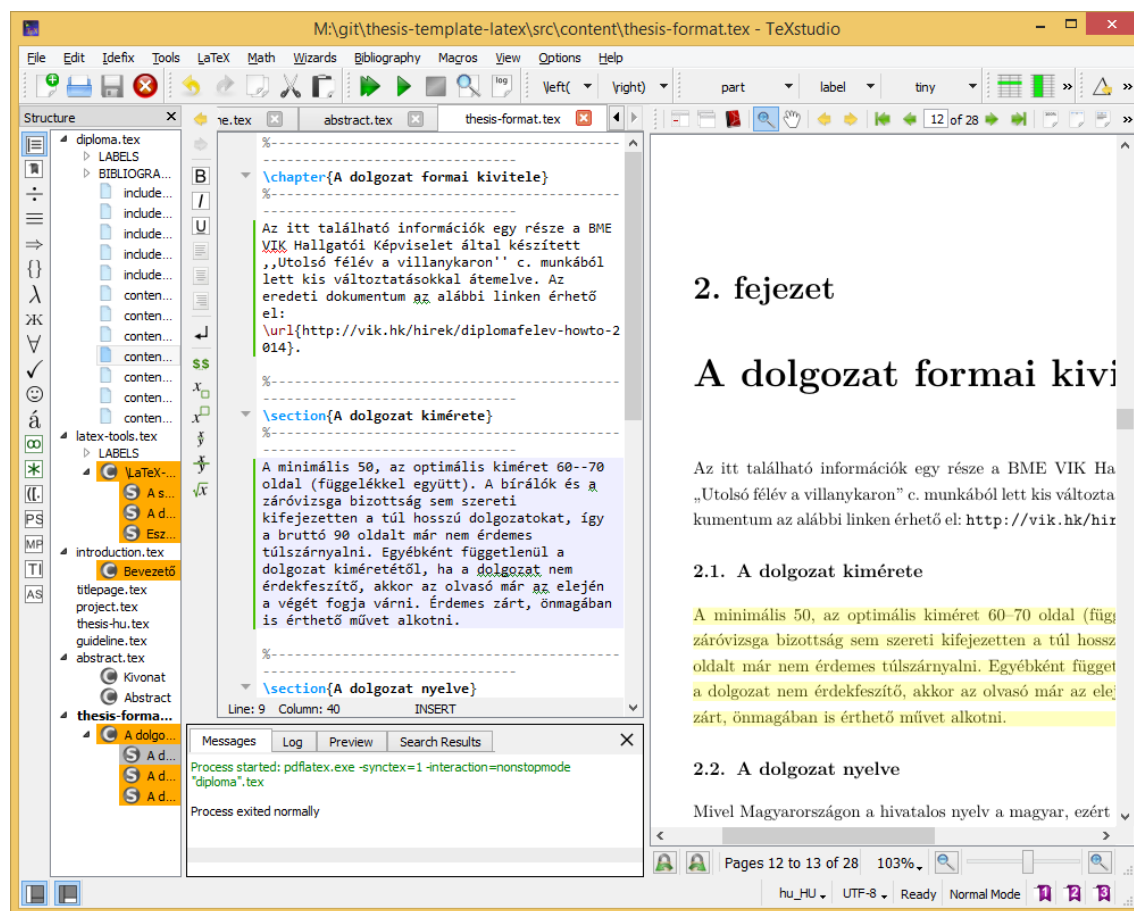 M:\git\thesis-template-latex\src\content\thesis-format.tex - TeXstudio
File Edit Idefix Tools LaTeX Math Wizards Bibliography Macros View Options Help
log \left( \right) part label tiny
Structure
diploma.tex
LABELS
BIBLIOGRA...
include...
include...
include...
include...
include...
conten...
conten...
conten...
conten...
conten...
conten...
conten...
latex-tools.tex
LABELS
\LaTeX-...
A s...
A d...
Esz...
introduction.tex
Bevezető
titlepage.tex
project.tex
thesis-hu.tex
guideline.tex
abstract.tex
Kivonat
Abstract
thesis-forma...
A dolgo...
A d...
A d...
A d...
PS
MP
TI
AS
ne.tex abstract.tex thesis-format.tex
B
I
U
$$
%-----------------------------------------------
--------------------------------
\chapter{A dolgozat formai kivitele}
%-----------------------------------------------
--------------------------------
Az itt található információk egy része a BME
VIK Hallgatói Képviselet által készített
,,Utolsó félév a villanykaron'' c. munkából
lett kis változtatásokkal átemelve. Az
eredeti dokumentum az alábbi linken érhető
el:
\url{http://vik.hk/hirek/diplomafelev-howto-2
014}.
%-----------------------------------------------
--------------------------------
\section{A dolgozat kimérete}
%-----------------------------------------------
--------------------------------
A minimális 50, az optimális kiméret 60--70
oldal (függelékkel együtt). A bírálók és a
záróvizsga bizottság sem szereti
kifejezetten a túl hosszú dolgozatokat, így
a bruttó 90 oldalt már nem érdemes
túlszárnyalni. Egyébként függetlenül a
dolgozat kiméretétől, ha a dolgozat nem
érdekfeszítő, akkor az olvasó már az elején
a végét fogja várni. Érdemes zárt, önmagában
is érthető művet alkotni.
%-----------------------------------------------
--------------------------------
\section{A dolgozat nyelve}
Line: 9 Column: 40 INSERT
Messages Log Preview Search Results
Process started: pdflatex.exe -synctex=1 -interaction=nonstopmode
"diploma".tex
Process exited normally
12 of 28
2. fejezet
A dolgozat formai kivi
Az itt található információk egy része a BME VIK Ha
„Utolsó félév a villanykaron” c. munkából lett kis változta
kumentum az alábbi linken érhető el: http://vik.hk/hir
2.1. A dolgozat kimérete
A minimális 50, az optimális kiméret 60–70 oldal (függ
záróvizsga bizottság sem szereti kifejezetten a túl hossz
oldalt már nem érdemes túlszárnyalni. Egyébként függet
a dolgozat nem érdekfeszítő, akkor az olvasó már az elej
zárt, önmagában is érthető művet alkotni.
2.2. A dolgozat nyelve
Mivel Magyarországon a hivatalos nyelv a magyar, ezért
Pages 12 to 13 of 28 103%
hu_HU UTF-8 Ready Normal Mode 1 2 3